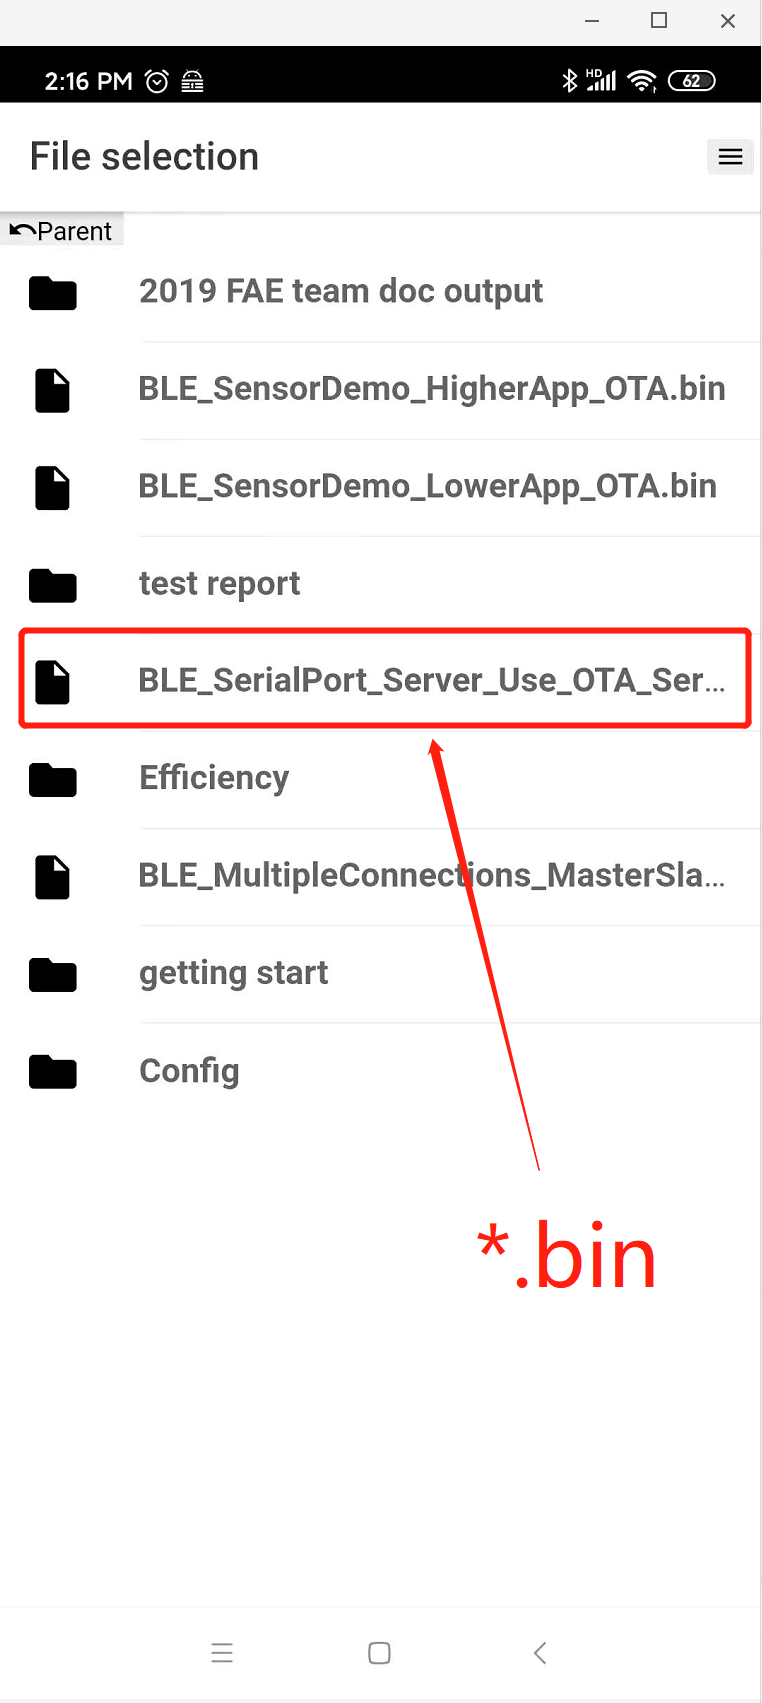 2:16 PM HD 62
File selection
Parent
2019 FAE team doc output
BLE_SensorDemo_HigherApp_OTA.bin
BLE_SensorDemo_LowerApp_OTA.bin
test report
BLE_SerialPort_Server_Use_OTA_Ser...
Efficiency
BLE_MultipleConnections_MasterSla...
getting start
Config
*.bin